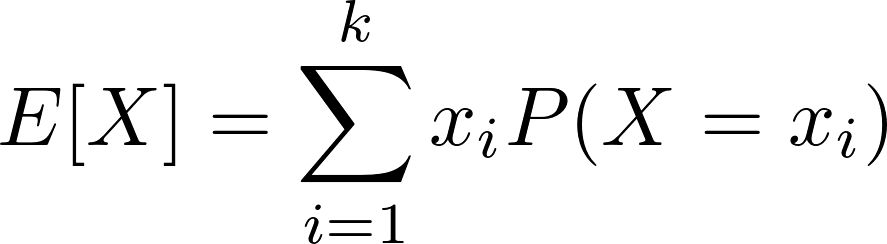 E[X] = \sum_{i=1}^{k} x_i P(X = x_i)